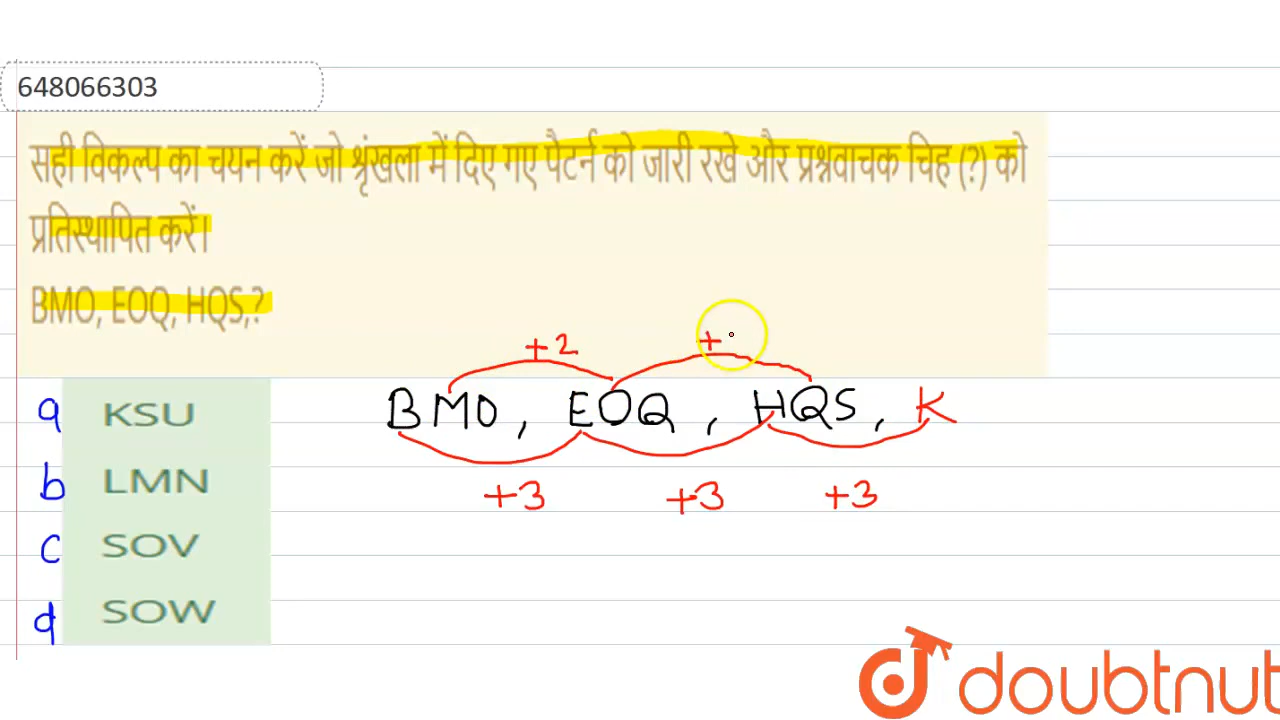 648066303
सही विकल्प का चयन करें जो श्रृंखला में दिए गए पैटर्न को जारी रखे और प्रश्नवाचक चिह (?) को
प्रतिस्थापित करें।
BMO, EOQ, HQS,?
+2 +
a KSU BMO, EOQ, HQS, K
b LMN +3 +3 +3
c SOV
d SOW
doubtnut